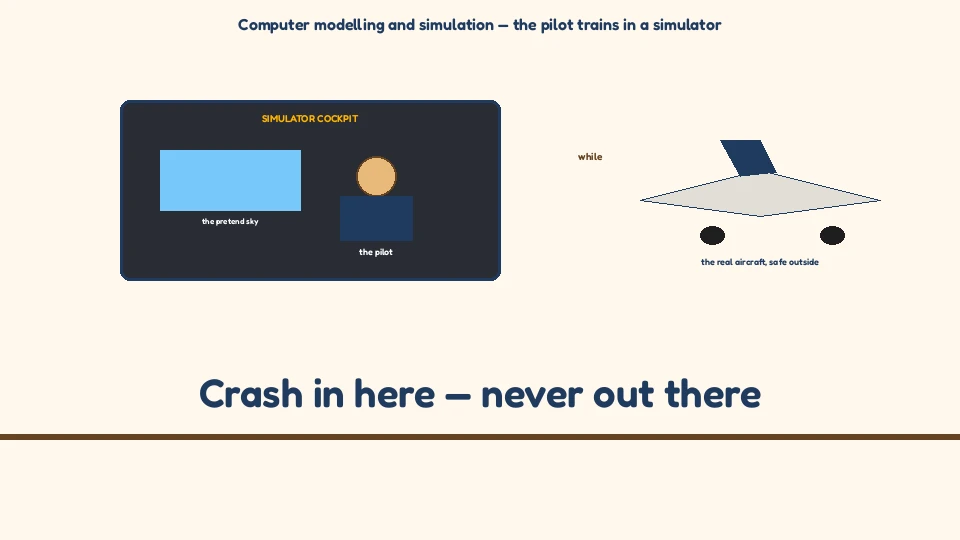 Computer modelling and simulation — the pilot trains in a simulator
SIMULATOR COCKPIT
the pretend sky
the pilot
while
the real aircraft, safe outside
Crash in here — never out there